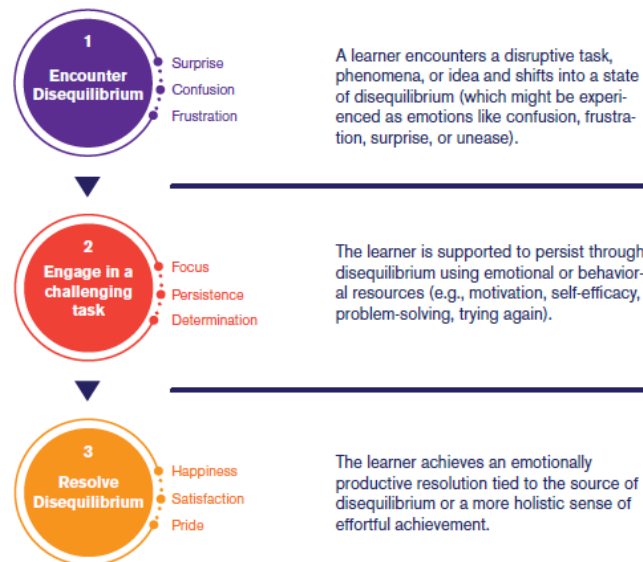 1
Encounter
Disequilibrium
Surprise
Confusion
Frustration
A learner encounters a disruptive task,
phenomena, or idea and shifts into a state
of disequilibrium (which might be experi-
enced as emotions like confusion, frustra-
tion, surprise, or unease).
2
Engage in a
challenging
task
Focus
Persistence
Determination
The learner is supported to persist through
disequilibrium using emotional or behavior-
al resources (e.g., motivation, self-efficacy,
problem-solving, trying again).
3
Resolve
Disequilibrium
Happiness
Satisfaction
Pride
The learner achieves an emotionally
productive resolution tied to the source of
disequilibrium or a more holistic sense of
effortful achievement.